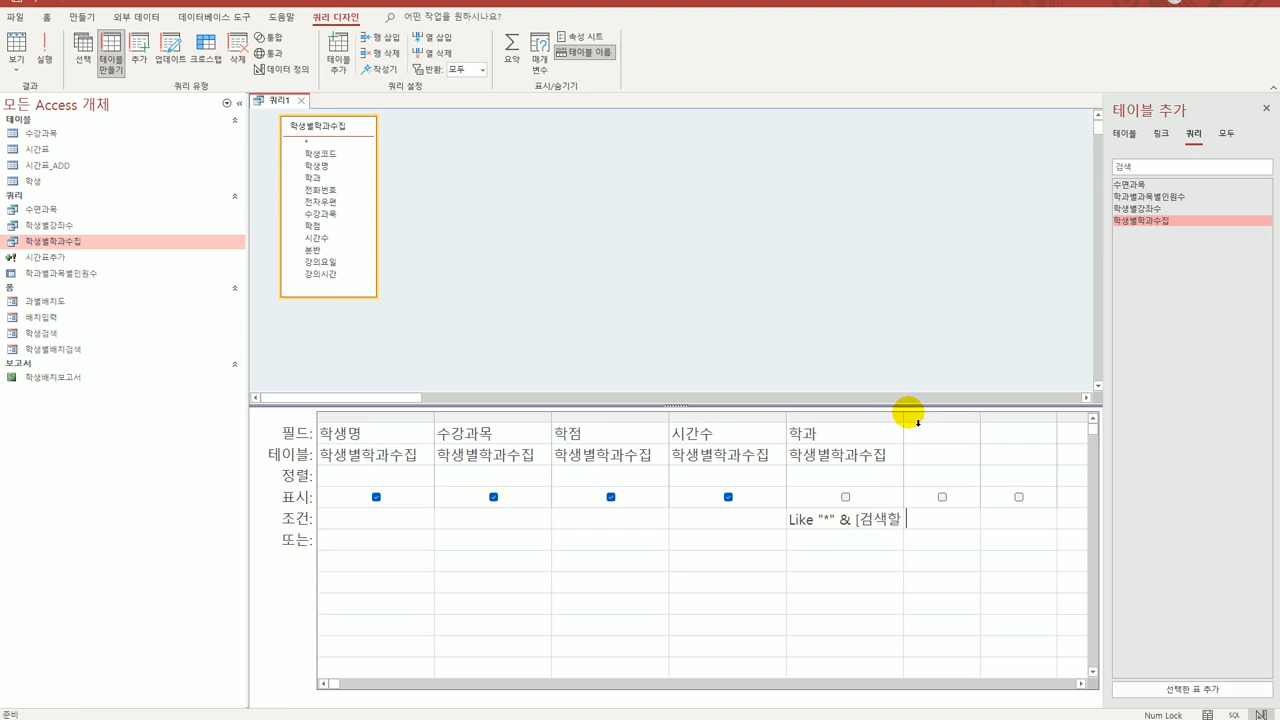 파일 홈 만들기 외부 데이터 데이터베이스 도구 도움말 쿼리 디자인 어떤 작업을 원하시나요?
보기 실행 선택 테이블 만들기 추가 업데이트 크로스탭 삭제
통합
통과
데이터 정의
테이블 추가
행 삽입
행 삭제
작성기
열 삽입
열 삭제
반환: 모두
요약 매개 변수
속성 시트
테이블 이름
결과 쿼리 유형 쿼리 설정 표시/숨기기
모든 Access 개체
테이블
수강과목
시간표
시간표_ADD
학생
쿼리
수면과목
학생별강좌수
학생별학과수집
시간표추가
학과별과목별인원수
폼
과별배치도
배치입력
학생검색
학생별배치검색
보고서
학생배치보고서
쿼리1
학생별학과수집
*
학생코드
학생명
학과
전화번호
전자우편
수강과목
학점
시간수
분반
강의요일
강의시간
필드: 학생명 수강과목 학점 시간수 학과
테이블: 학생별학과수집 학생별학과수집 학생별학과수집 학생별학과수집 학생별학과수집
정렬:
표시:
조건: Like "*" & [검색할
또는:
테이블 추가
테이블 링크 쿼리 모두
검색
수면과목
학과별과목별인원수
학생별강좌수
학생별학과수집
선택한 표 추가
준비 Num Lock SQL